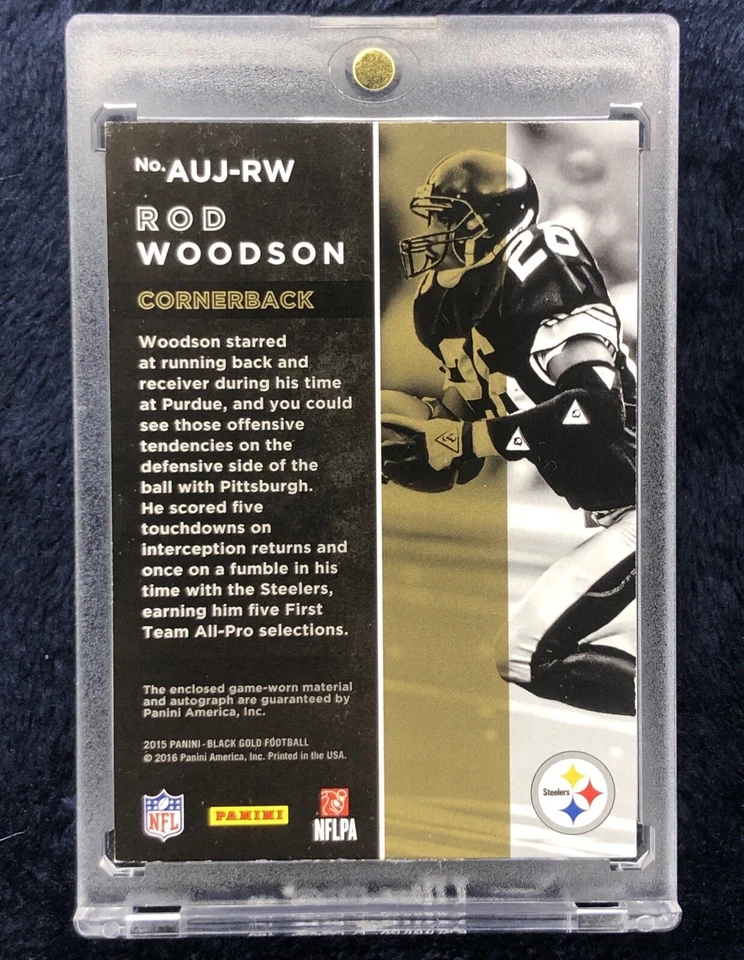 No. AUJ-RW
ROD
WOODSON
CORNERBACK
Woodson starred
at running back and
receiver during his time
at Purdue, and you could
see those offensive
tendencies on the
defensive side of the
ball with Pittsburgh.
He scored five
touchdowns on
interception returns and
once on a fumble in his
time with the Steelers,
earning him five First
Team All-Pro selections.
The enclosed game-worn material
and autograph are guaranteed by
Panini America, Inc.
2015 PANINI - BLACK GOLD FOOTBALL
© 2016 Panini America, Inc. Printed in the USA.
NFL
PANINI
NFLPA
26
26
Steelers